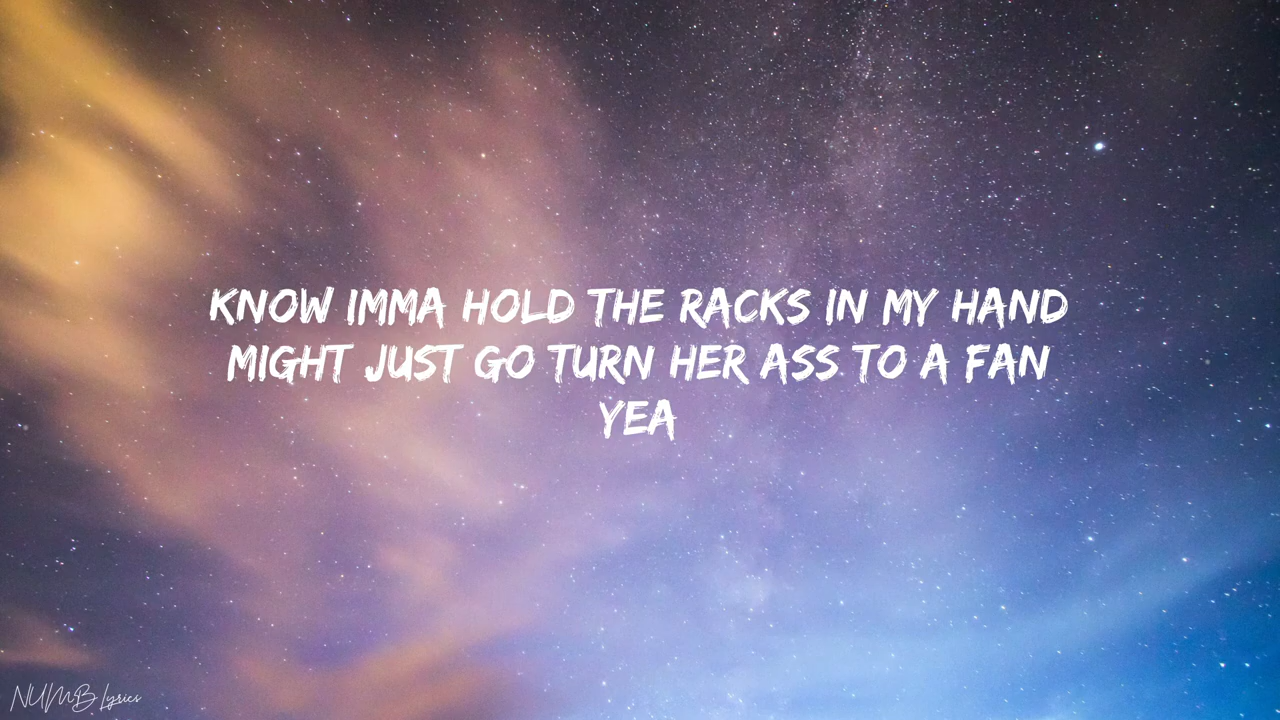 KNOW IMMA HOLD THE RACKS IN MY HAND
MIGHT JUST GO TURN HER ASS TO A FAN
YEA
NUMB Lyrics